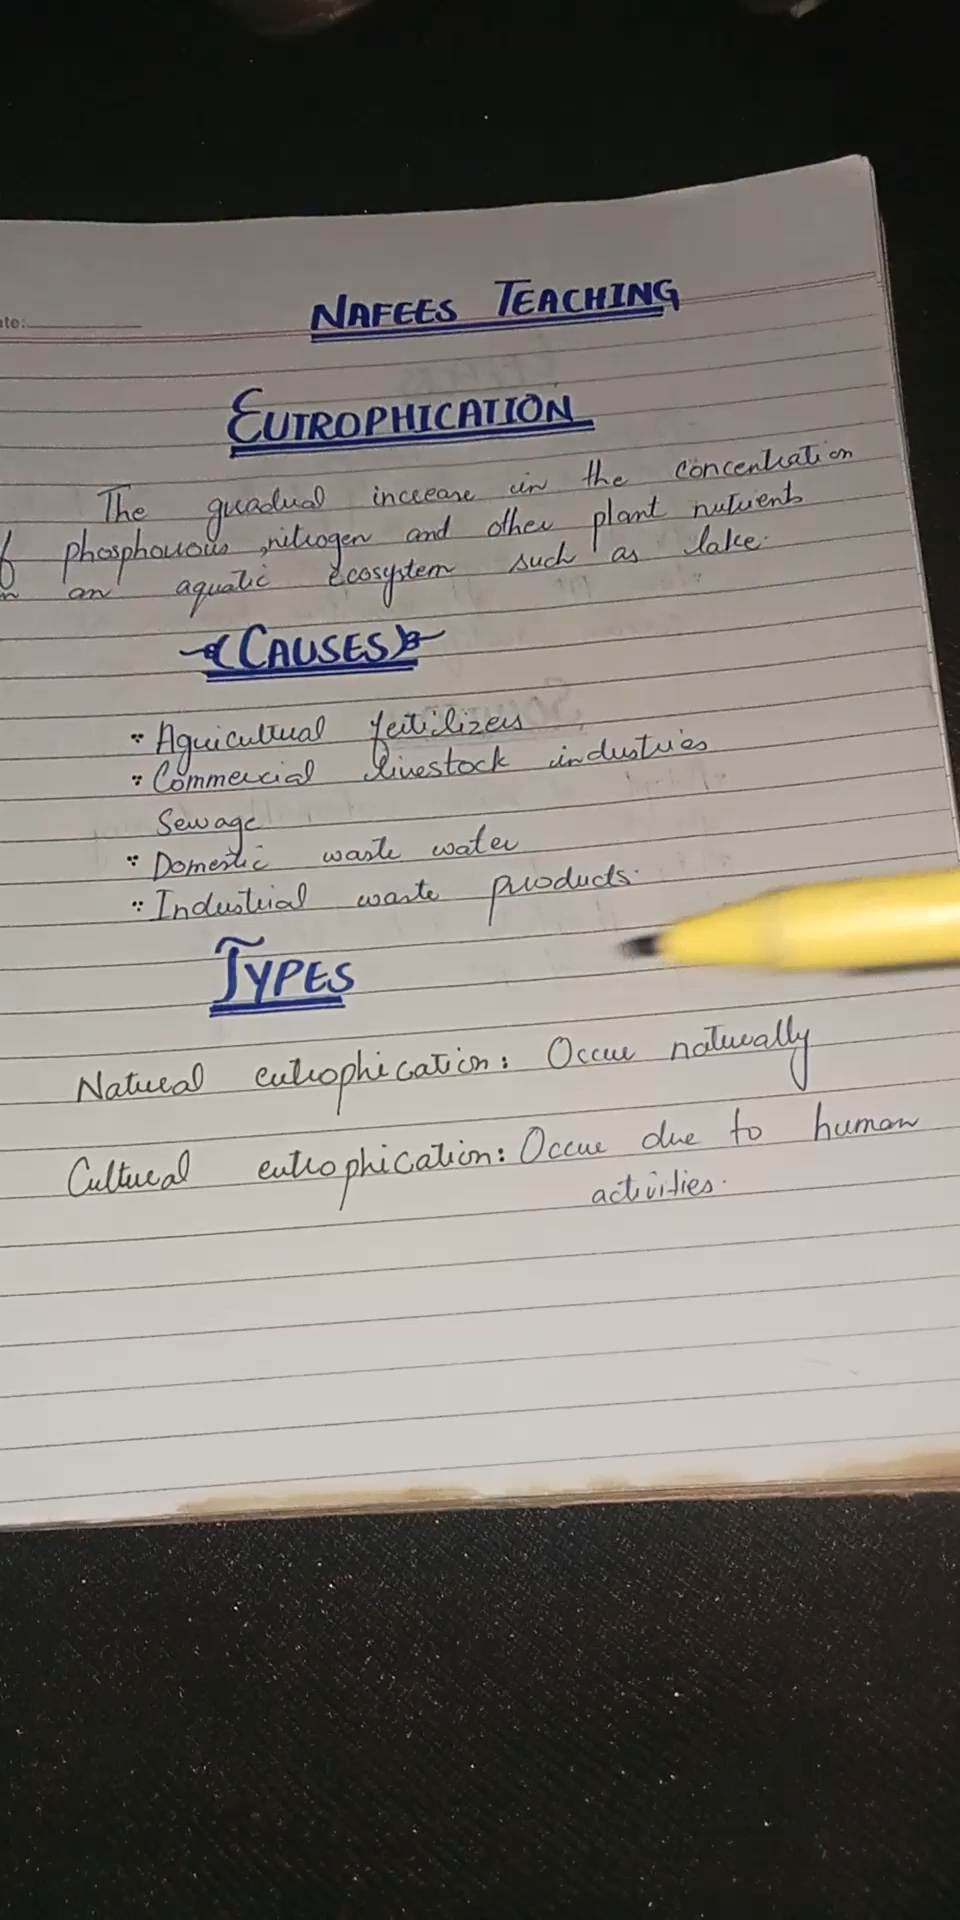 NAFEES TEACHING
ate:
EUTROPHICATION
The gradual increase in the concentration
phosphorous, nitrogen and other plant nutrients
an aquatic ecosystem such as lake.
CAUSES
Agricultural fertilizers
Commercial livestock industries
Sewage
Domestic waste water
Industrial waste products.
TYPES
Natural eutrophication: Occur naturally
Cultural eutrophication: Occur due to human
activities.